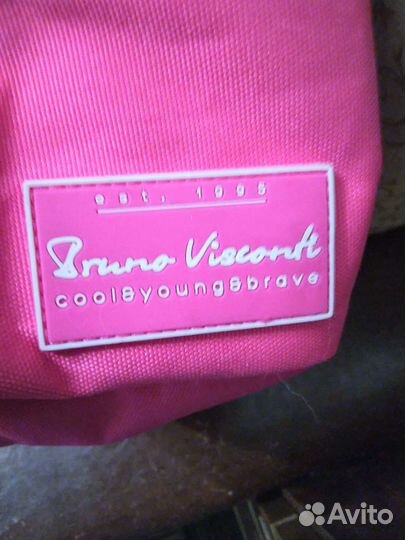 est. 1995
Bruno Visconti
cool&young&brave
Avito